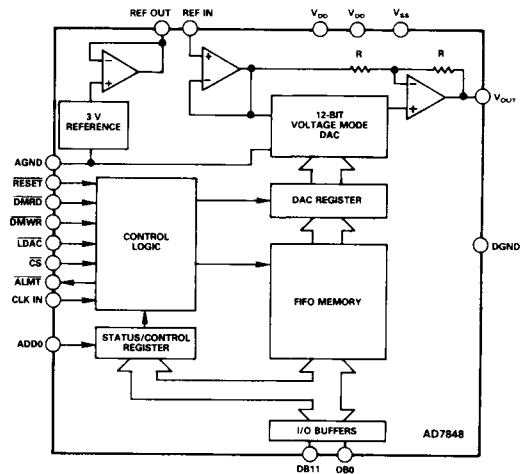 REF OUT
REF IN
VDD
VDD
VSS
R
R
VOUT
3 V
REFERENCE
12-BIT
VOLTAGE MODE
DAC
AGND
RESET
DMRD
DMWR
LDAC
CS
ALMT
CLK IN
ADD0
CONTROL
LOGIC
DAC REGISTER
DGND
FIFO MEMORY
STATUS/CONTROL
REGISTER
I/O BUFFERS
AD7848
DB11
DB0